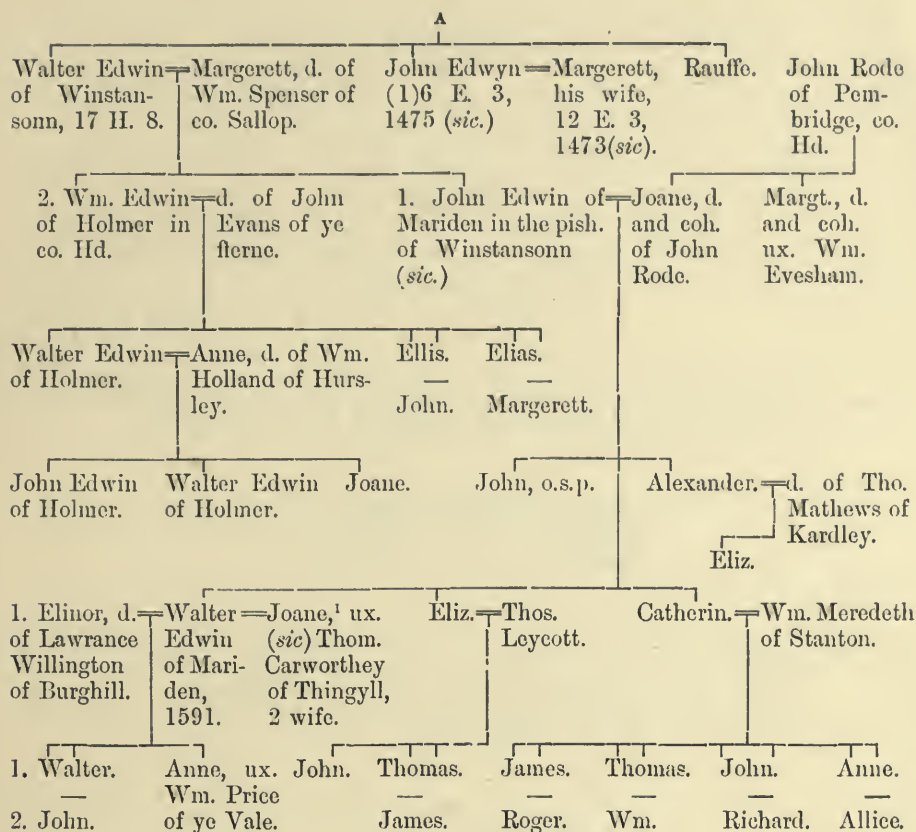 A
Walter Edwin of Winstansonn, 17 H. 8.
Margerett, d. of Wm. Spenser of co. Sallop.
John Edwyn (1)6 E. 3, 1475 (sic.)
Margerett, his wife, 12 E. 3, 1473(sic).
Rauffe.
John Rode of Pembridge, co. Hd.
2. Wm. Edwin of Holmer in co. Hd.
d. of John Evans of ye fferne.
1. John Edwin of Mariden in the pish. of Winstansonn (sic.)
Joane, d. and coh. of John Rode.
Margt., d. and coh. ux. Wm. Evesham.
Walter Edwin of Holmer.
Anne, d. of Wm. Holland of Hursley.
Ellis.
—
John.
Elias.
—
Margerett.
John Edwin of Holmer.
Walter Edwin of Holmer.
Joane.
John, o.s.p.
Alexander.
d. of Tho. Mathews of Kardley.
Eliz.
1. Elinor, d. of Lawrance Willington of Burghill.
Walter Edwin of Mariden, 1591.
Joane,¹ ux. (sic) Thom. Carworthey of Thingyll, 2 wife.
Eliz.
Thos. Leycott.
Catherin.
Wm. Meredeth of Stanton.
1. Walter.
—
2. John.
Anne, ux. Wm. Price of ye Vale.
John.
Thomas.
—
James.
James.
—
Roger.
Thomas.
—
Wm.
John.
—
Richard.
Anne.
—
Allice.